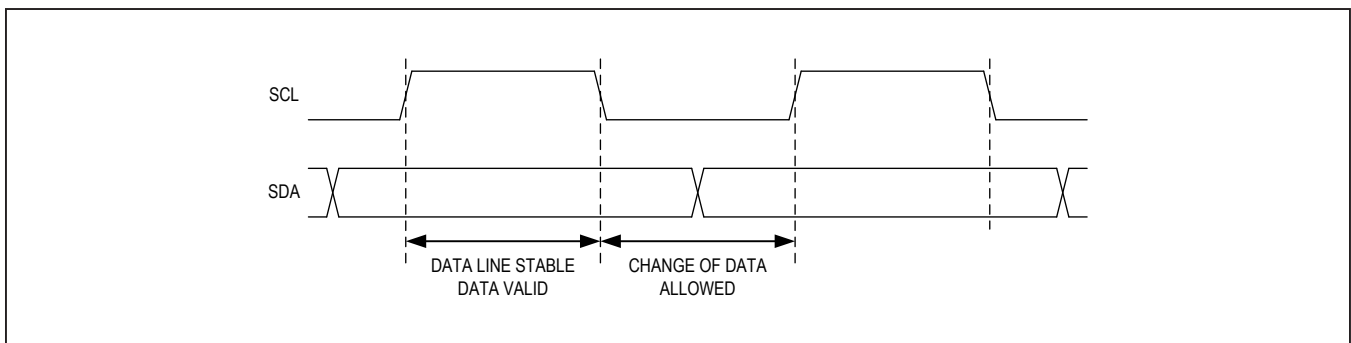 SCL
SDA
DATA LINE STABLE
DATA VALID
CHANGE OF DATA
ALLOWED